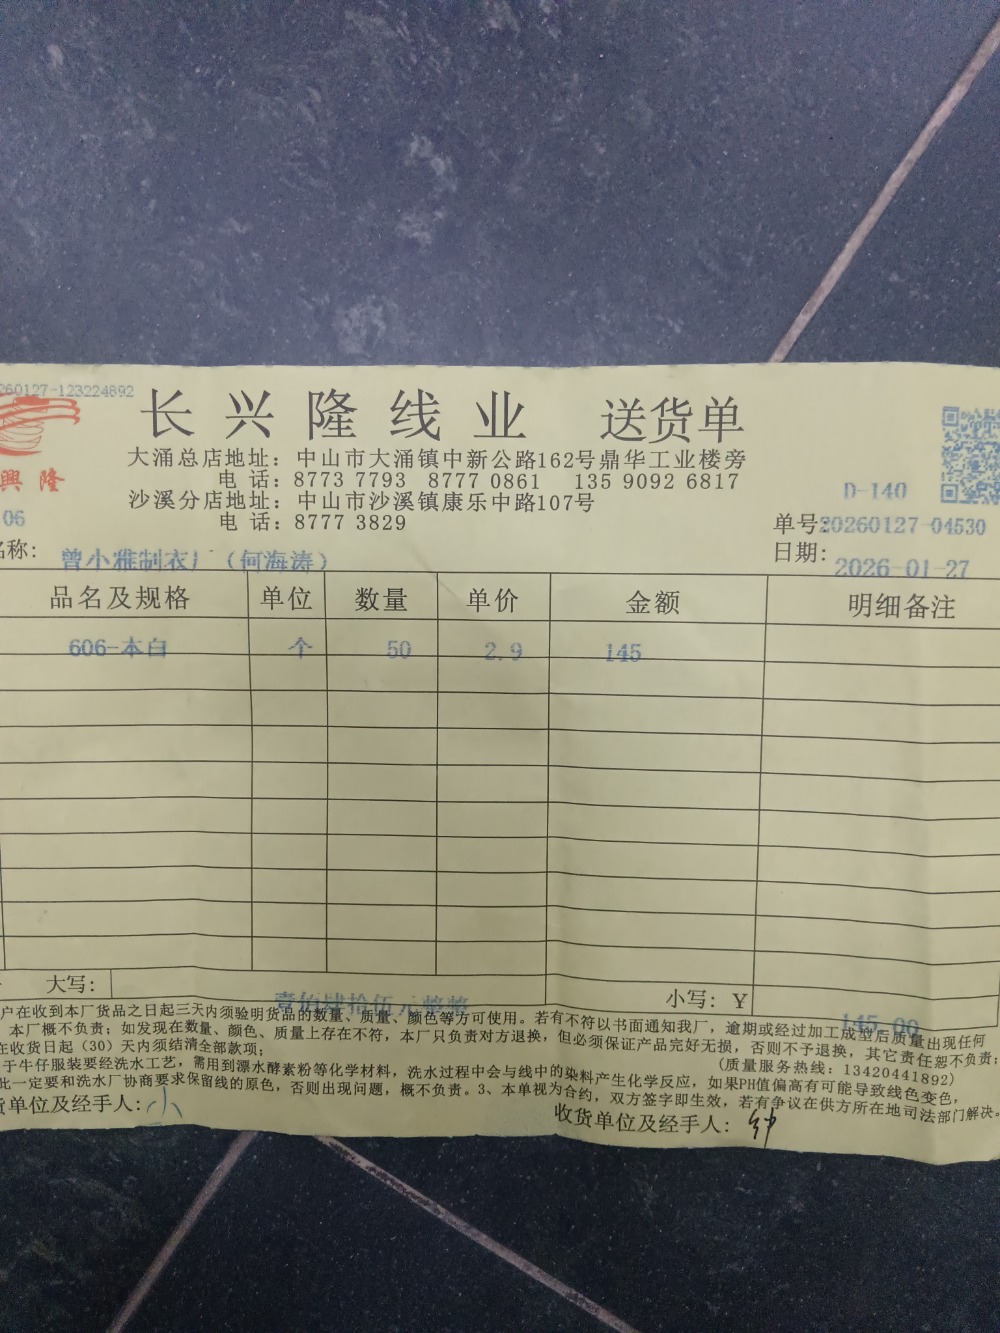 260127-123224892
长兴隆线业 送货单
興隆
大涌总店地址：中山市大涌镇中新公路162号鼎华工业楼旁
电话：8773 7793 8777 0861 135 9092 6817
沙溪分店地址：中山市沙溪镇康乐中路107号
电话：8777 3829
D-140
06
单号20260127-04530
名称：曾小雅制衣厂（何海涛）
日期：2026-01-27
品名及规格 单位 数量 单价 金额 明细备注
606-本白 个 50 2.9 145
大写：壹佰肆拾伍元整 小写：Y 145.00
户在收到本厂货品之日起三天内须验明货品的数量、质量、颜色等方可使用。若有不符以书面通知我厂，逾期或经过加工成型后质量出现任何
本厂概不负责；如发现在数量、颜色、质量上存在不符，本厂只负责对方退换，但必须保证产品完好无损，否则不予退换，其它责任恕不负责；
在收货日起（30）天内须结清全部款项；
（质量服务热线：13420441892）
于牛仔服装要经洗水工艺，需用到漂水酵素粉等化学材料，洗水过程中会与线中的染料产生化学反应，如果PH值偏高有可能导致线色变色，
此一定要和洗水厂协商要求保留线的原色，否则出现问题，概不负责。3、本单视为合约，双方签字即生效，若有争议在供方所在地司法部门解决。
货单位及经手人：小
收货单位及经手人：钟